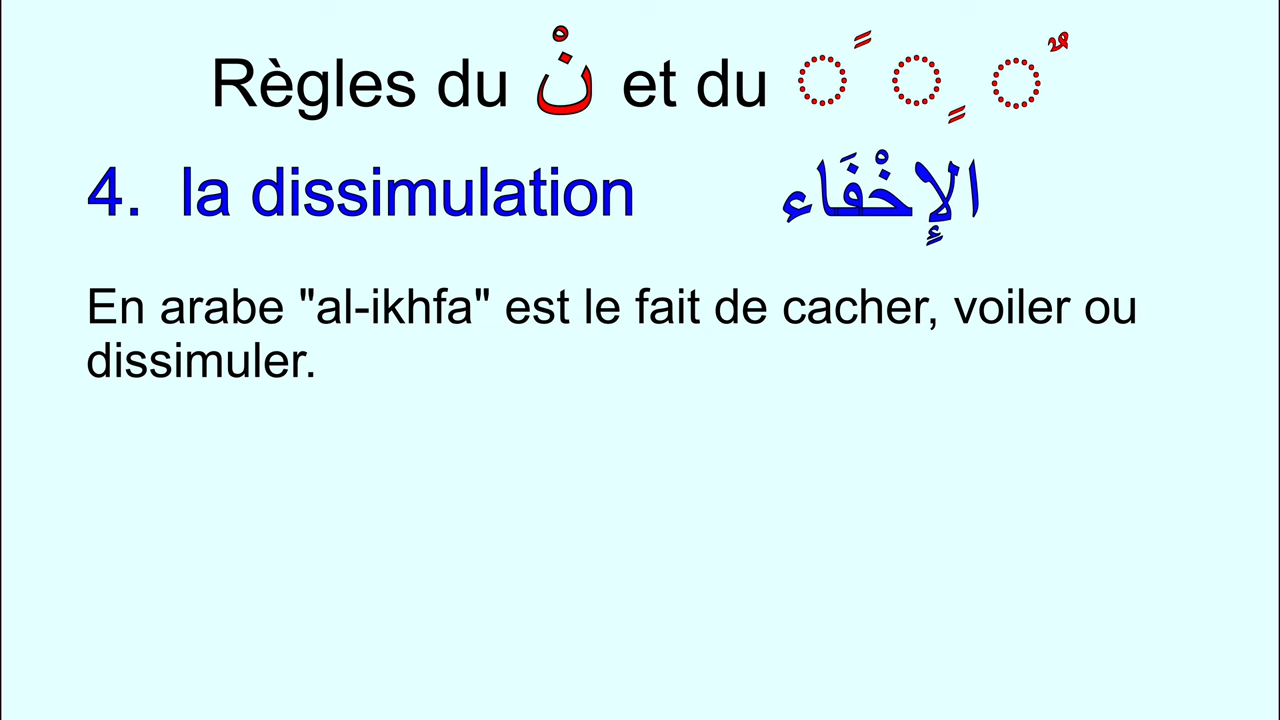 Règles du نْ et du ◌ً ◌ٍ ◌ٌ
4. la dissimulation الإِخْفَاء
En arabe "al-ikhfa" est le fait de cacher, voiler ou
dissimuler.